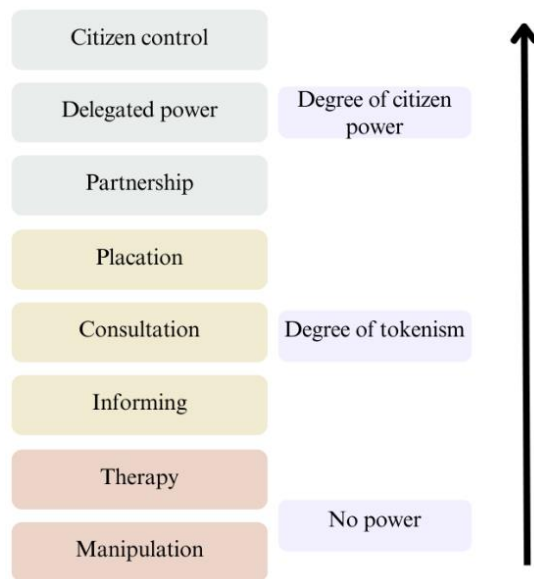 Citizen control
Delegated power
Degree of citizen
power
Partnership
Placation
Consultation
Degree of tokenism
Informing
Therapy
No power
Manipulation